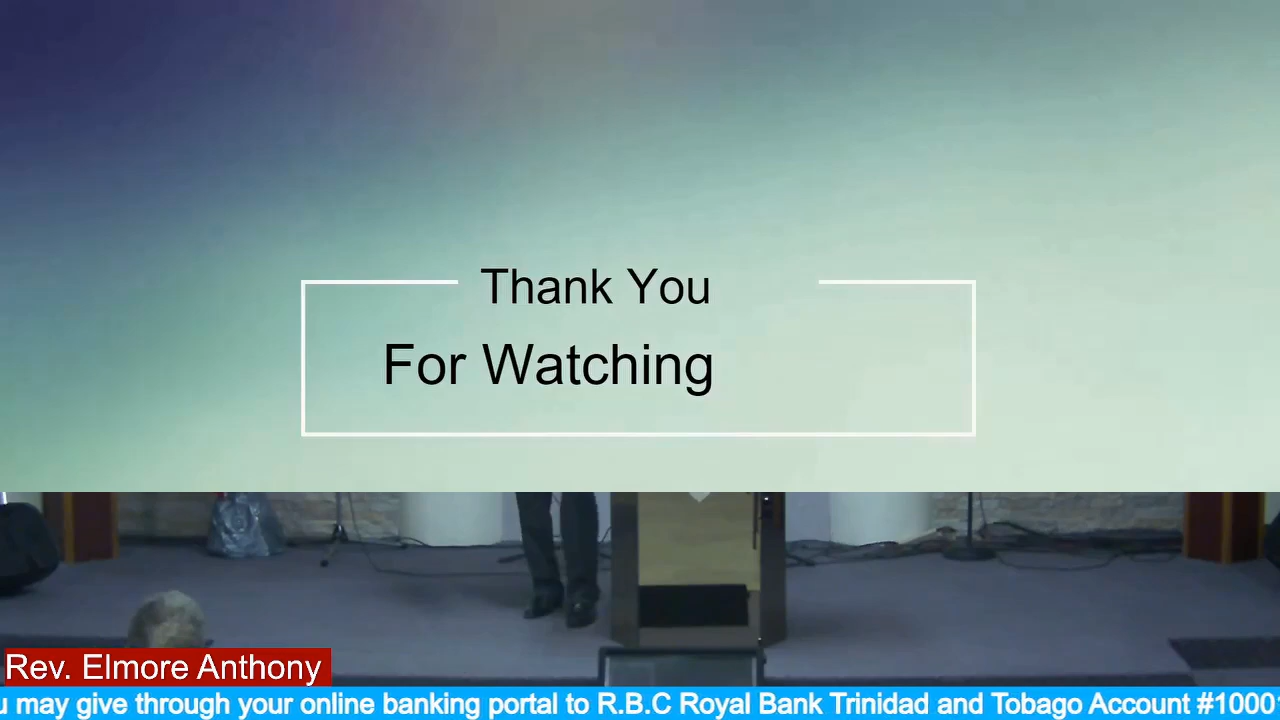 Thank You
For Watching
Rev. Elmore Anthony
may give through your online banking portal to R.B.C Royal Bank Trinidad and Tobago Account